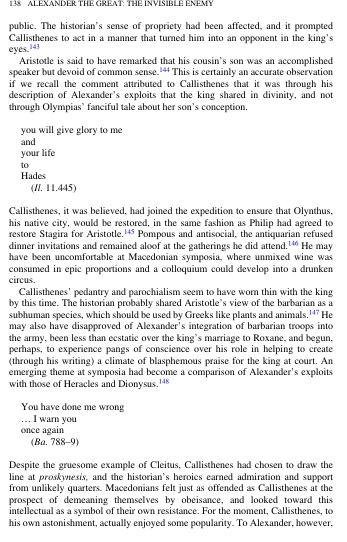 138 ALEXANDER THE GREAT: THE INVISIBLE ENEMY
public. The historian's sense of propriety had been affected, and it prompted
Callisthenes to act in a manner that turned him into an opponent in the king's
eyes.143
Aristotle is said to have remarked that his cousin's son was an accomplished
speaker but devoid of common sense.144 This is certainly an accurate observation
if we recall the comment attributed to Callisthenes that it was through his
description of Alexander's exploits that the king shared in divinity, and not
through Olympias' fanciful tale about her son's conception.
you will give glory to me
and
your life
to
Hades
(Il. 11.445)
Callisthenes, it was believed, had joined the expedition to ensure that Olynthus,
his native city, would be restored, in the same fashion as Philip had agreed to
restore Stagira for Aristotle.145 Pompous and antisocial, the antiquarian refused
dinner invitations and remained aloof at the gatherings he did attend.146 He may
have been uncomfortable at Macedonian symposia, where unmixed wine was
consumed in epic proportions and a colloquium could develop into a drunken
circus.
Callisthenes' pedantry and parochialism seem to have worn thin with the king
by this time. The historian probably shared Aristotle's view of the barbarian as a
subhuman species, which should be used by Greeks like plants and animals.147 He
may also have disapproved of Alexander's integration of barbarian troops into
the army, been less than ecstatic over the king's marriage to Roxane, and begun,
perhaps, to experience pangs of conscience over his role in helping to create
(through his writing) a climate of blasphemous praise for the king at court. An
emerging theme at symposia had become a comparison of Alexander's exploits
with those of Heracles and Dionysus.148
You have done me wrong
… I warn you
once again
(Ba. 788–9)
Despite the gruesome example of Cleitus, Callisthenes had chosen to draw the
line at proskynesis, and the historian's heroics earned admiration and support
from unlikely quarters. Macedonians felt just as offended as Callisthenes at the
prospect of demeaning themselves by obeisance, and looked toward this
intellectual as a symbol of their own resistance. For the moment, Callisthenes, to
his own astonishment, actually enjoyed some popularity. To Alexander, however,